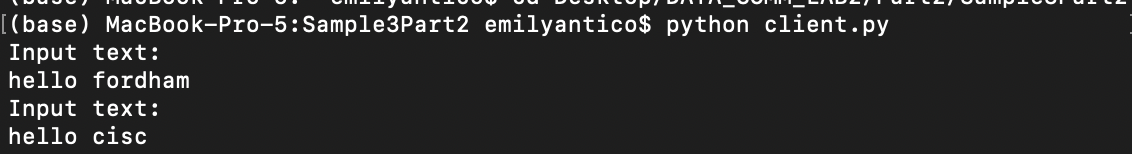 (base) MacBook-Pro-5:Sample3Part2 emilyantico$ python client.py
Input text:
hello fordham
Input text:
hello cisc